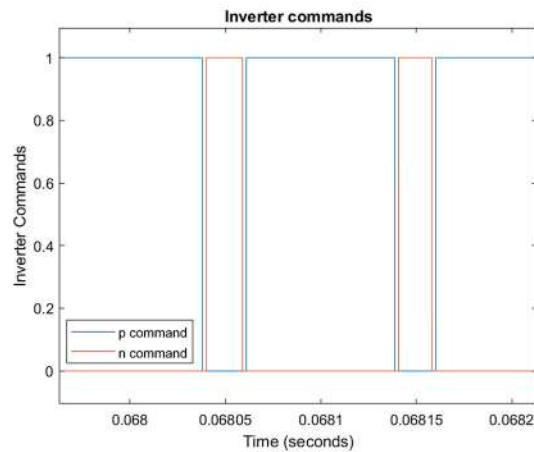 Inverter commands
1
0.8
0.6
0.4
0.2
0
Inverter Commands
p command
n command
0.068
0.06805
0.0681
0.06815
0.0682
Time (seconds)